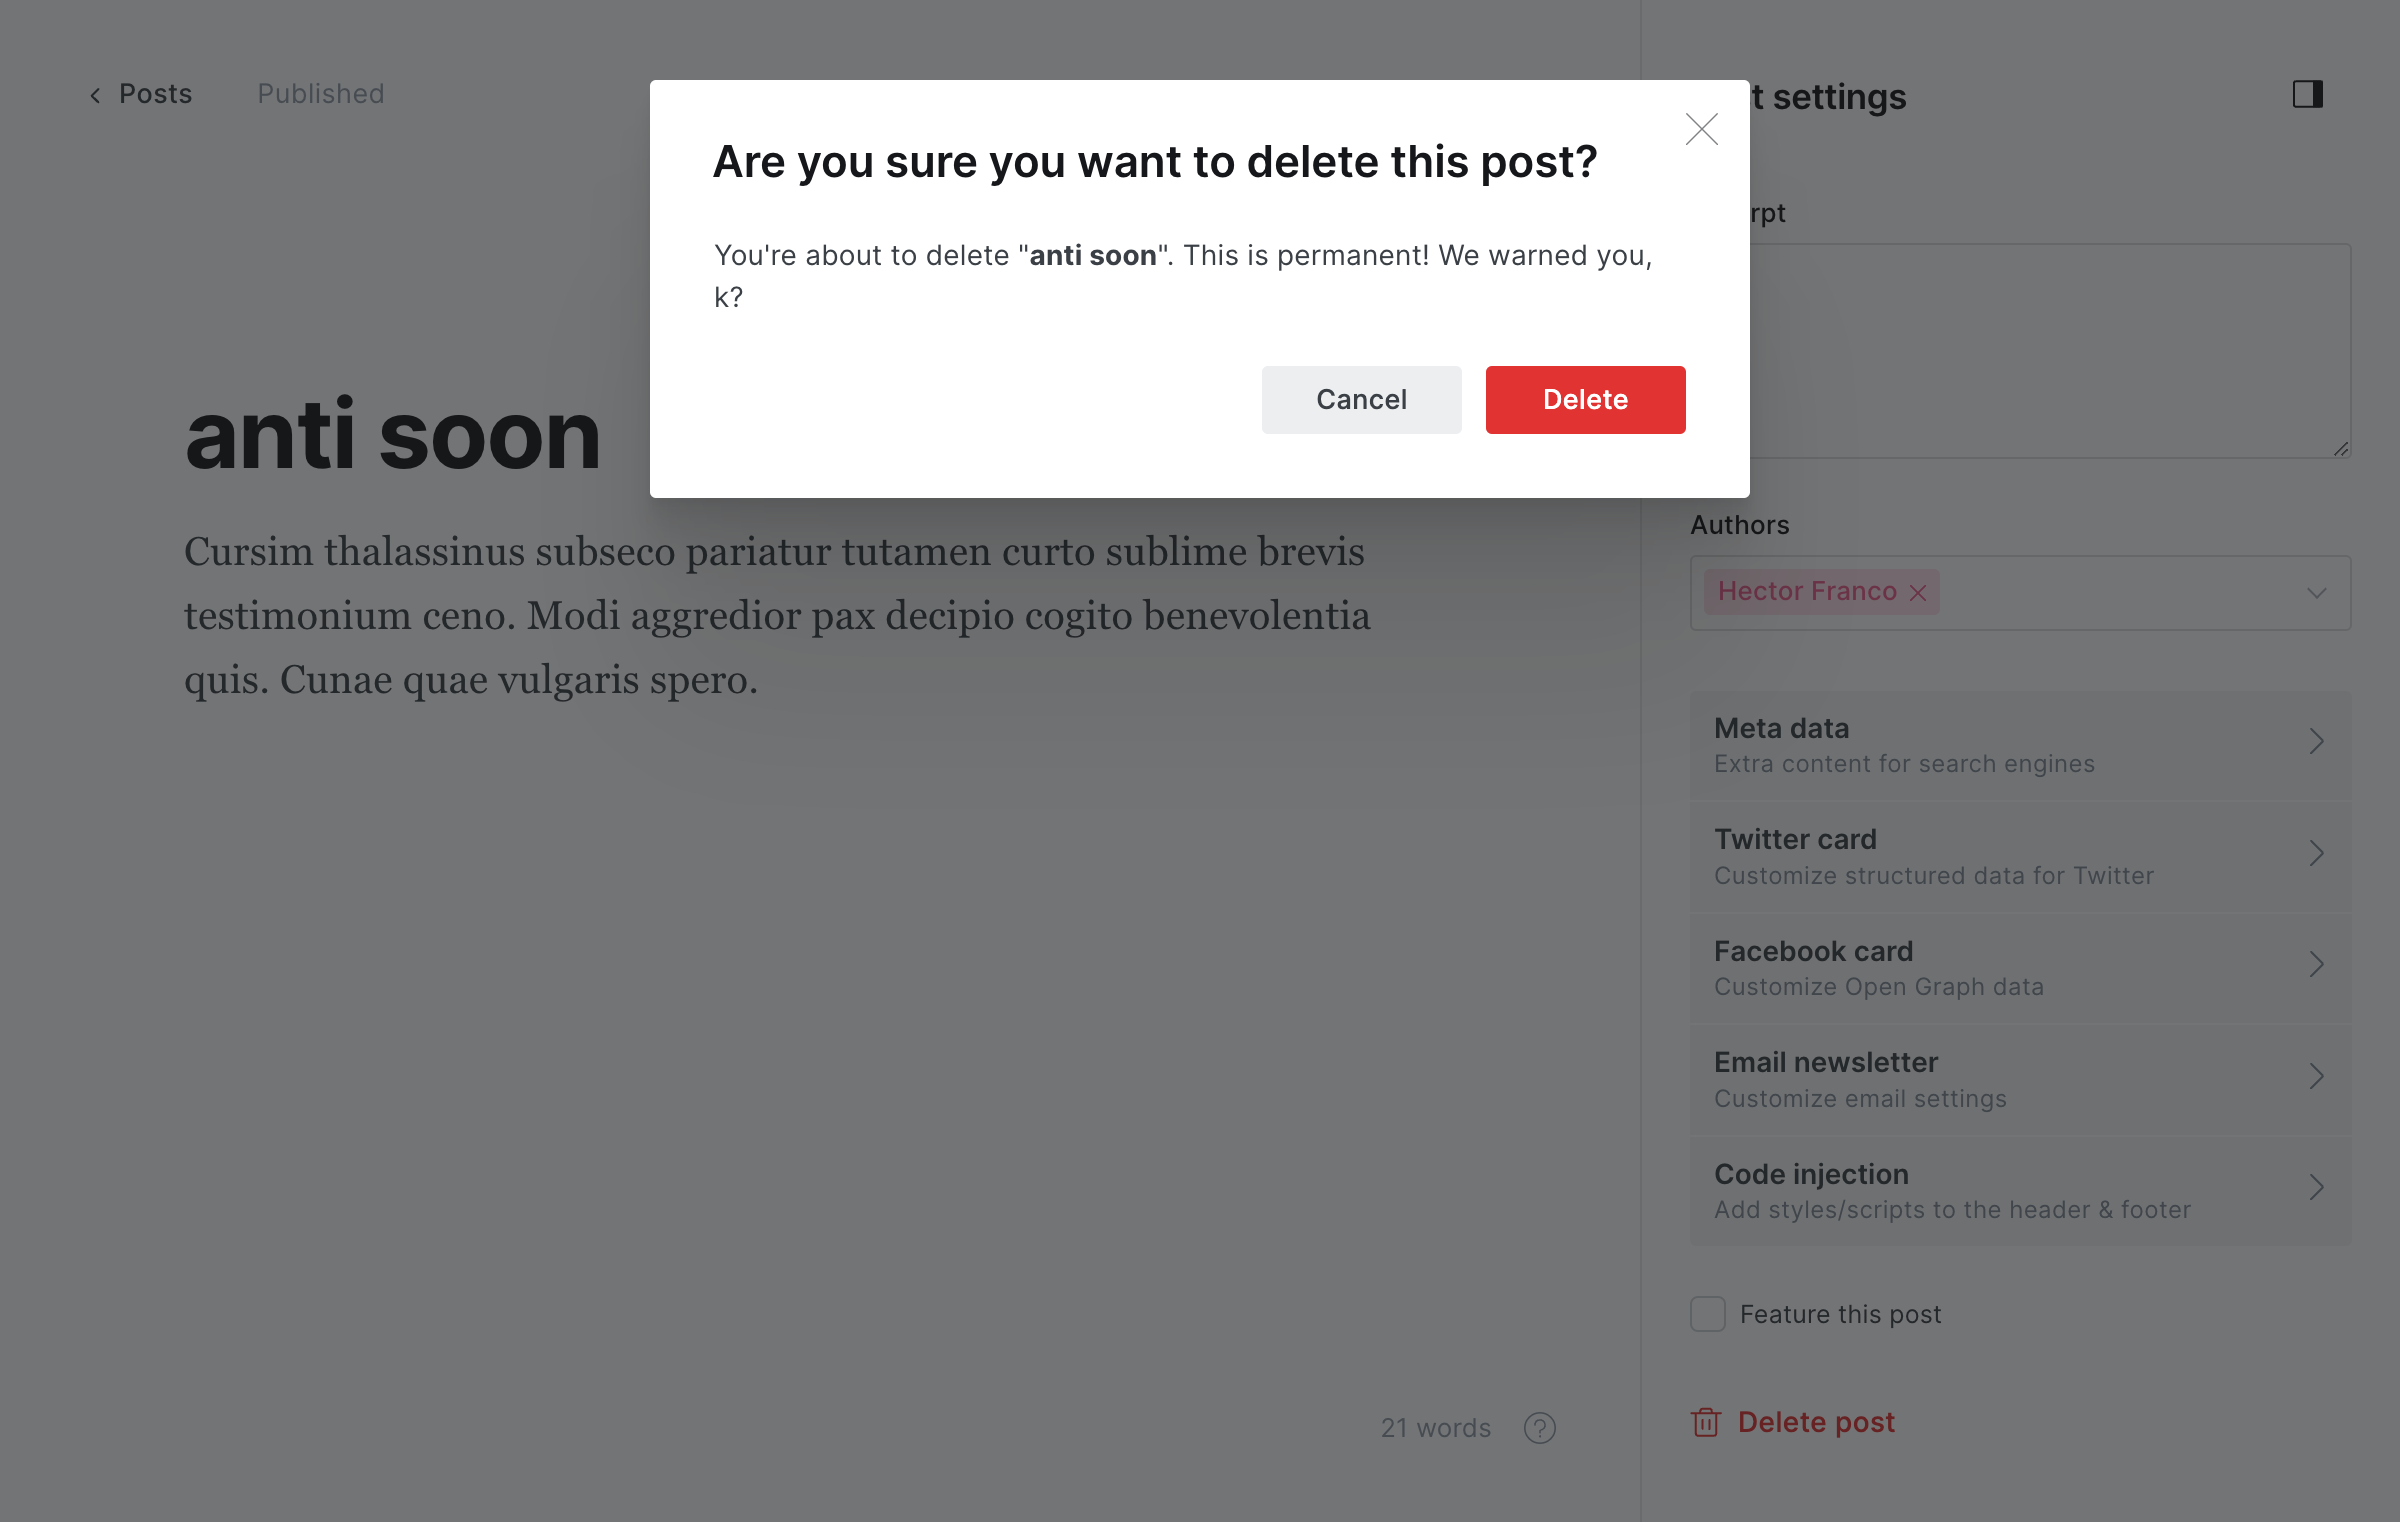 Posts
Published
Are you sure you want to delete this post?
You're about to delete "anti soon". This is permanent! We warned you,
k?
Cancel
Delete
anti soon
Cursim thalassinus subseco pariatur tutamen curto sublime brevis
testimonium ceno. Modi aggredior pax decipio cogito benevolentia
quis. Cunae quae vulgaris spero.
21 words
?
t settings
rpt
Authors
Hector Franco
Meta data
Extra content for search engines
Twitter card
Customize structured data for Twitter
Facebook card
Customize Open Graph data
Email newsletter
Customize email settings
Code injection
Add styles/scripts to the header & footer
Feature this post
Delete post